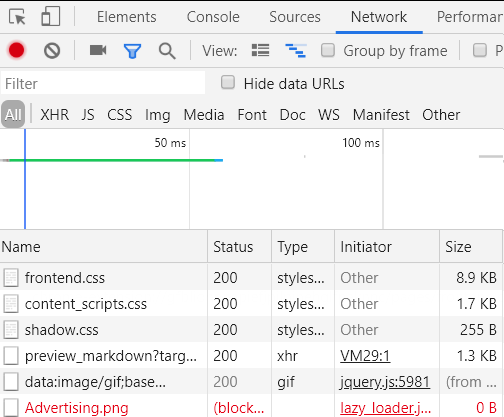 Elements Console Sources Network Performar
View: Group by frame P
Filter Hide data URLs
All XHR JS CSS Img Media Font Doc WS Manifest Other
50 ms 100 ms
Name Status Type Initiator Size
frontend.css 200 styles... Other 8.9 KB
content_scripts.css 200 styles... Other 1.7 KB
shadow.css 200 styles... Other 255 B
preview_markdown?targ... 200 xhr VM29:1 1.3 KB
data:image/gif;base... 200 gif jquery.js:5981 (from ...
Advertising.png (block... lazy_loader.j... 0 B